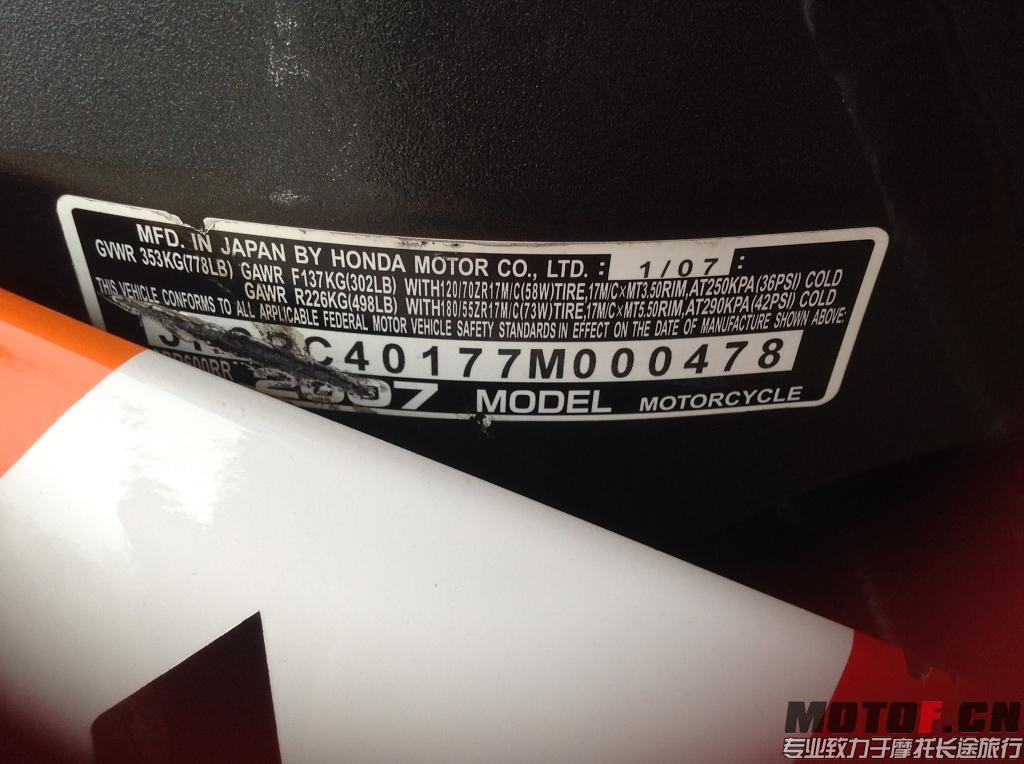 MFD. IN JAPAN BY HONDA MOTOR CO., LTD. : 1/07 :
GVWR 353KG(778LB) GAWR F137KG(302LB) WITH120/70ZR17M/C(58W)TIRE,17M/C×MT3.50RIM,AT250KPA(36PSI) COLD
GAWR R226KG(498LB) WITH180/55ZR17M/C(73W)TIRE,17M/C×MT5.50RIM,AT290KPA(42PSI) COLD
THIS VEHICLE CONFORMS TO ALL APPLICABLE FEDERAL MOTOR VEHICLE SAFETY STANDARDS IN EFFECT ON THE DATE OF MANUFACTURE SHOWN ABOVE:
C40177M000478
2007 MODEL MOTORCYCLE
MOTOF.CN
专业致力于摩托长途旅行